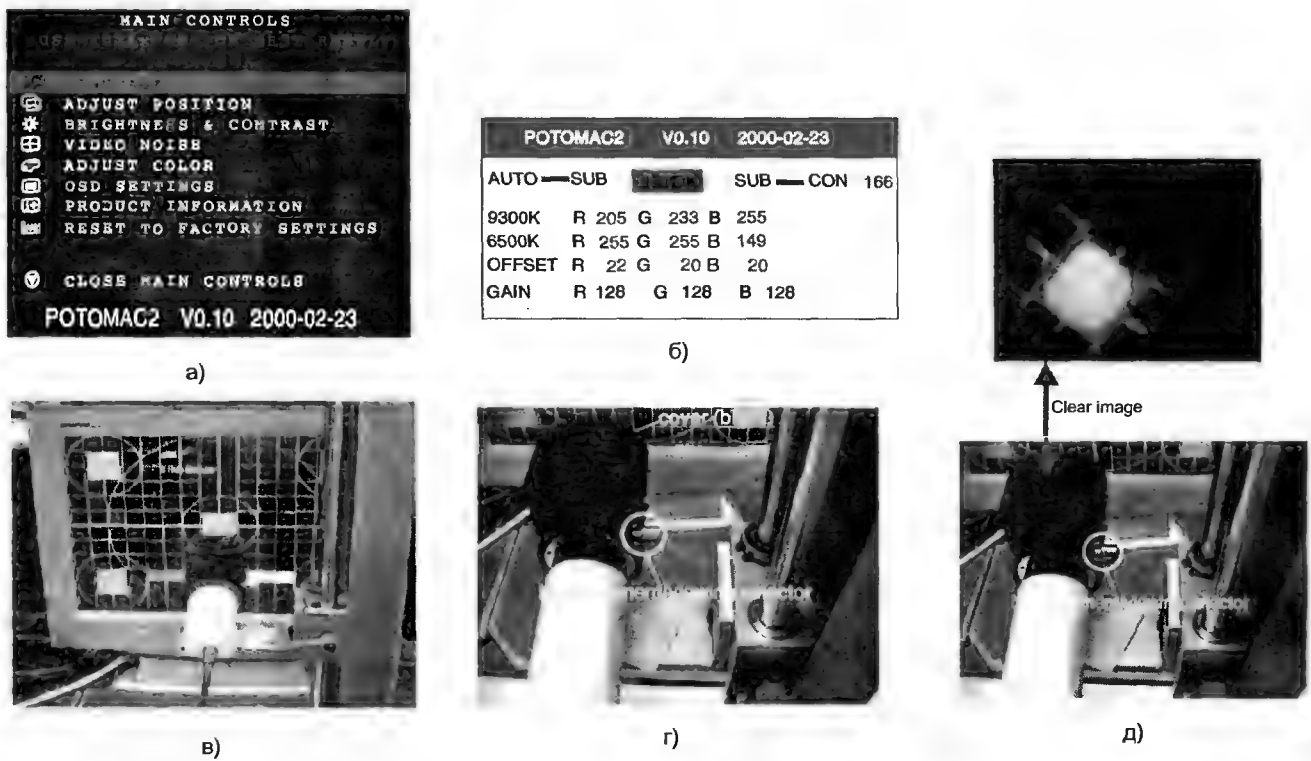 MAIN CONTROLS
ADJUST POSITION
BRIGHTNESS & CONTRAST
VIDEO NOISE
ADJUST COLOR
OSD SETTINGS
PRODUCT INFORMATION
RESET TO FACTORY SETTINGS
CLOSE MAIN CONTROLS
POTOMAC2 V0.10 2000-02-23
а)
POTOMAC2 V0.10 2000-02-23
AUTO — SUB SUB — CON 166
9300K R 205 G 233 B 255
6500K R 255 G 255 B 149
OFFSET R 22 G 20 B 20
GAIN R 128 G 128 B 128
б)
в)
cover b
г)
Clear image
д)